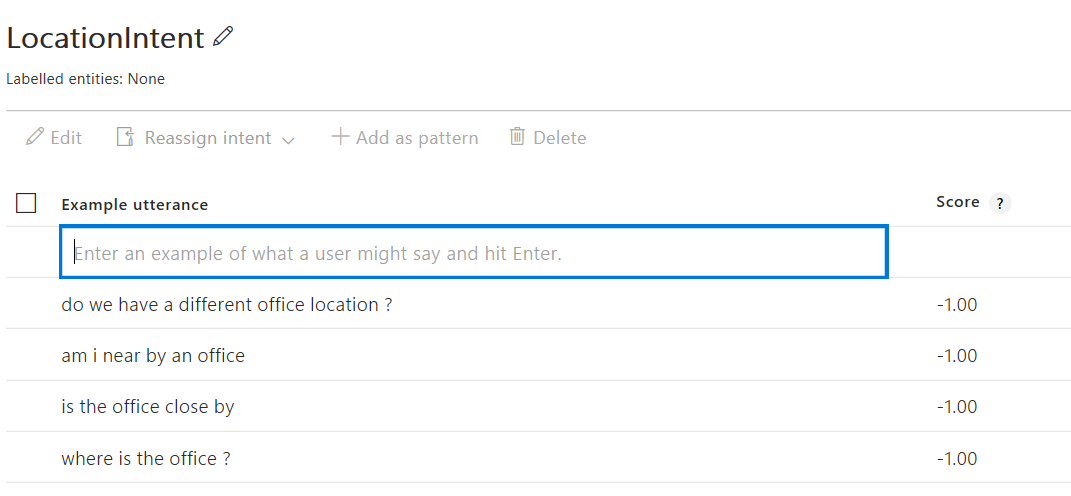 LocationIntent
Labelled entities: None
Edit Reassign intent Add as pattern Delete
Example utterance Score ?
Enter an example of what a user might say and hit Enter.
do we have a different office location ? -1.00
am i near by an office -1.00
is the office close by -1.00
where is the office ? -1.00